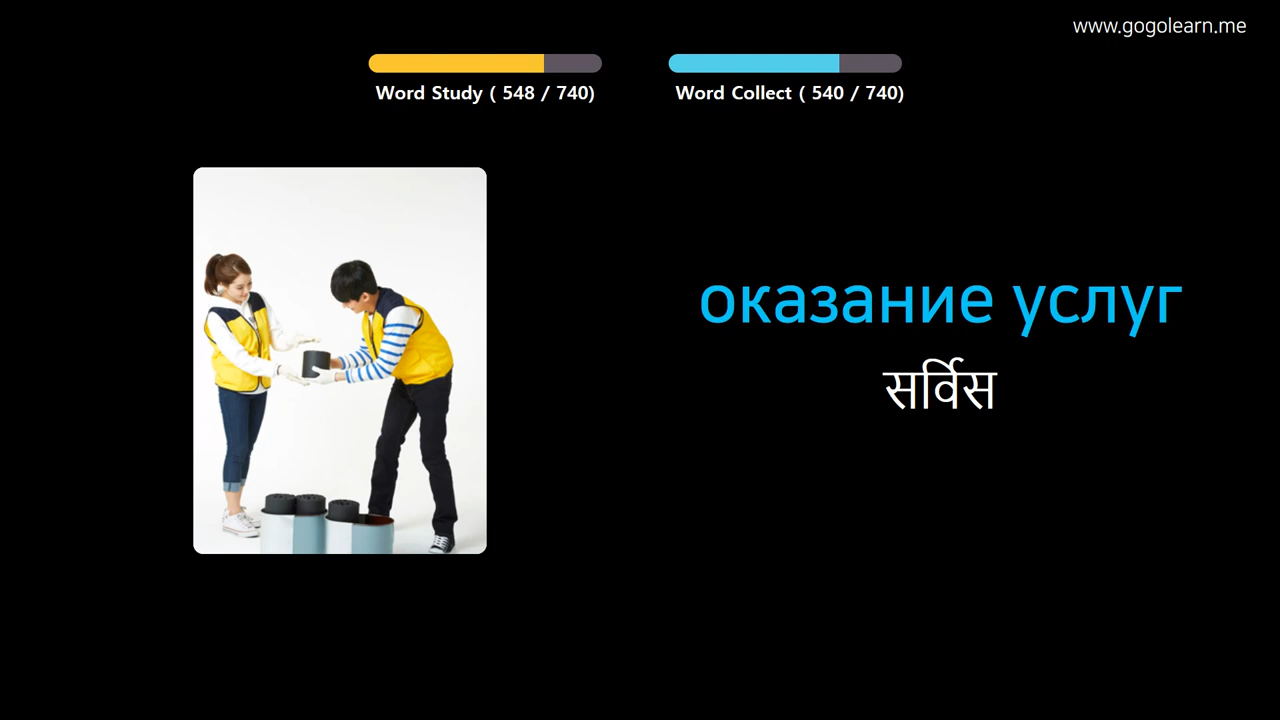 www.gogolearn.me
Word Study ( 548 / 740)
Word Collect ( 540 / 740)
оказание услуг
सर्विस